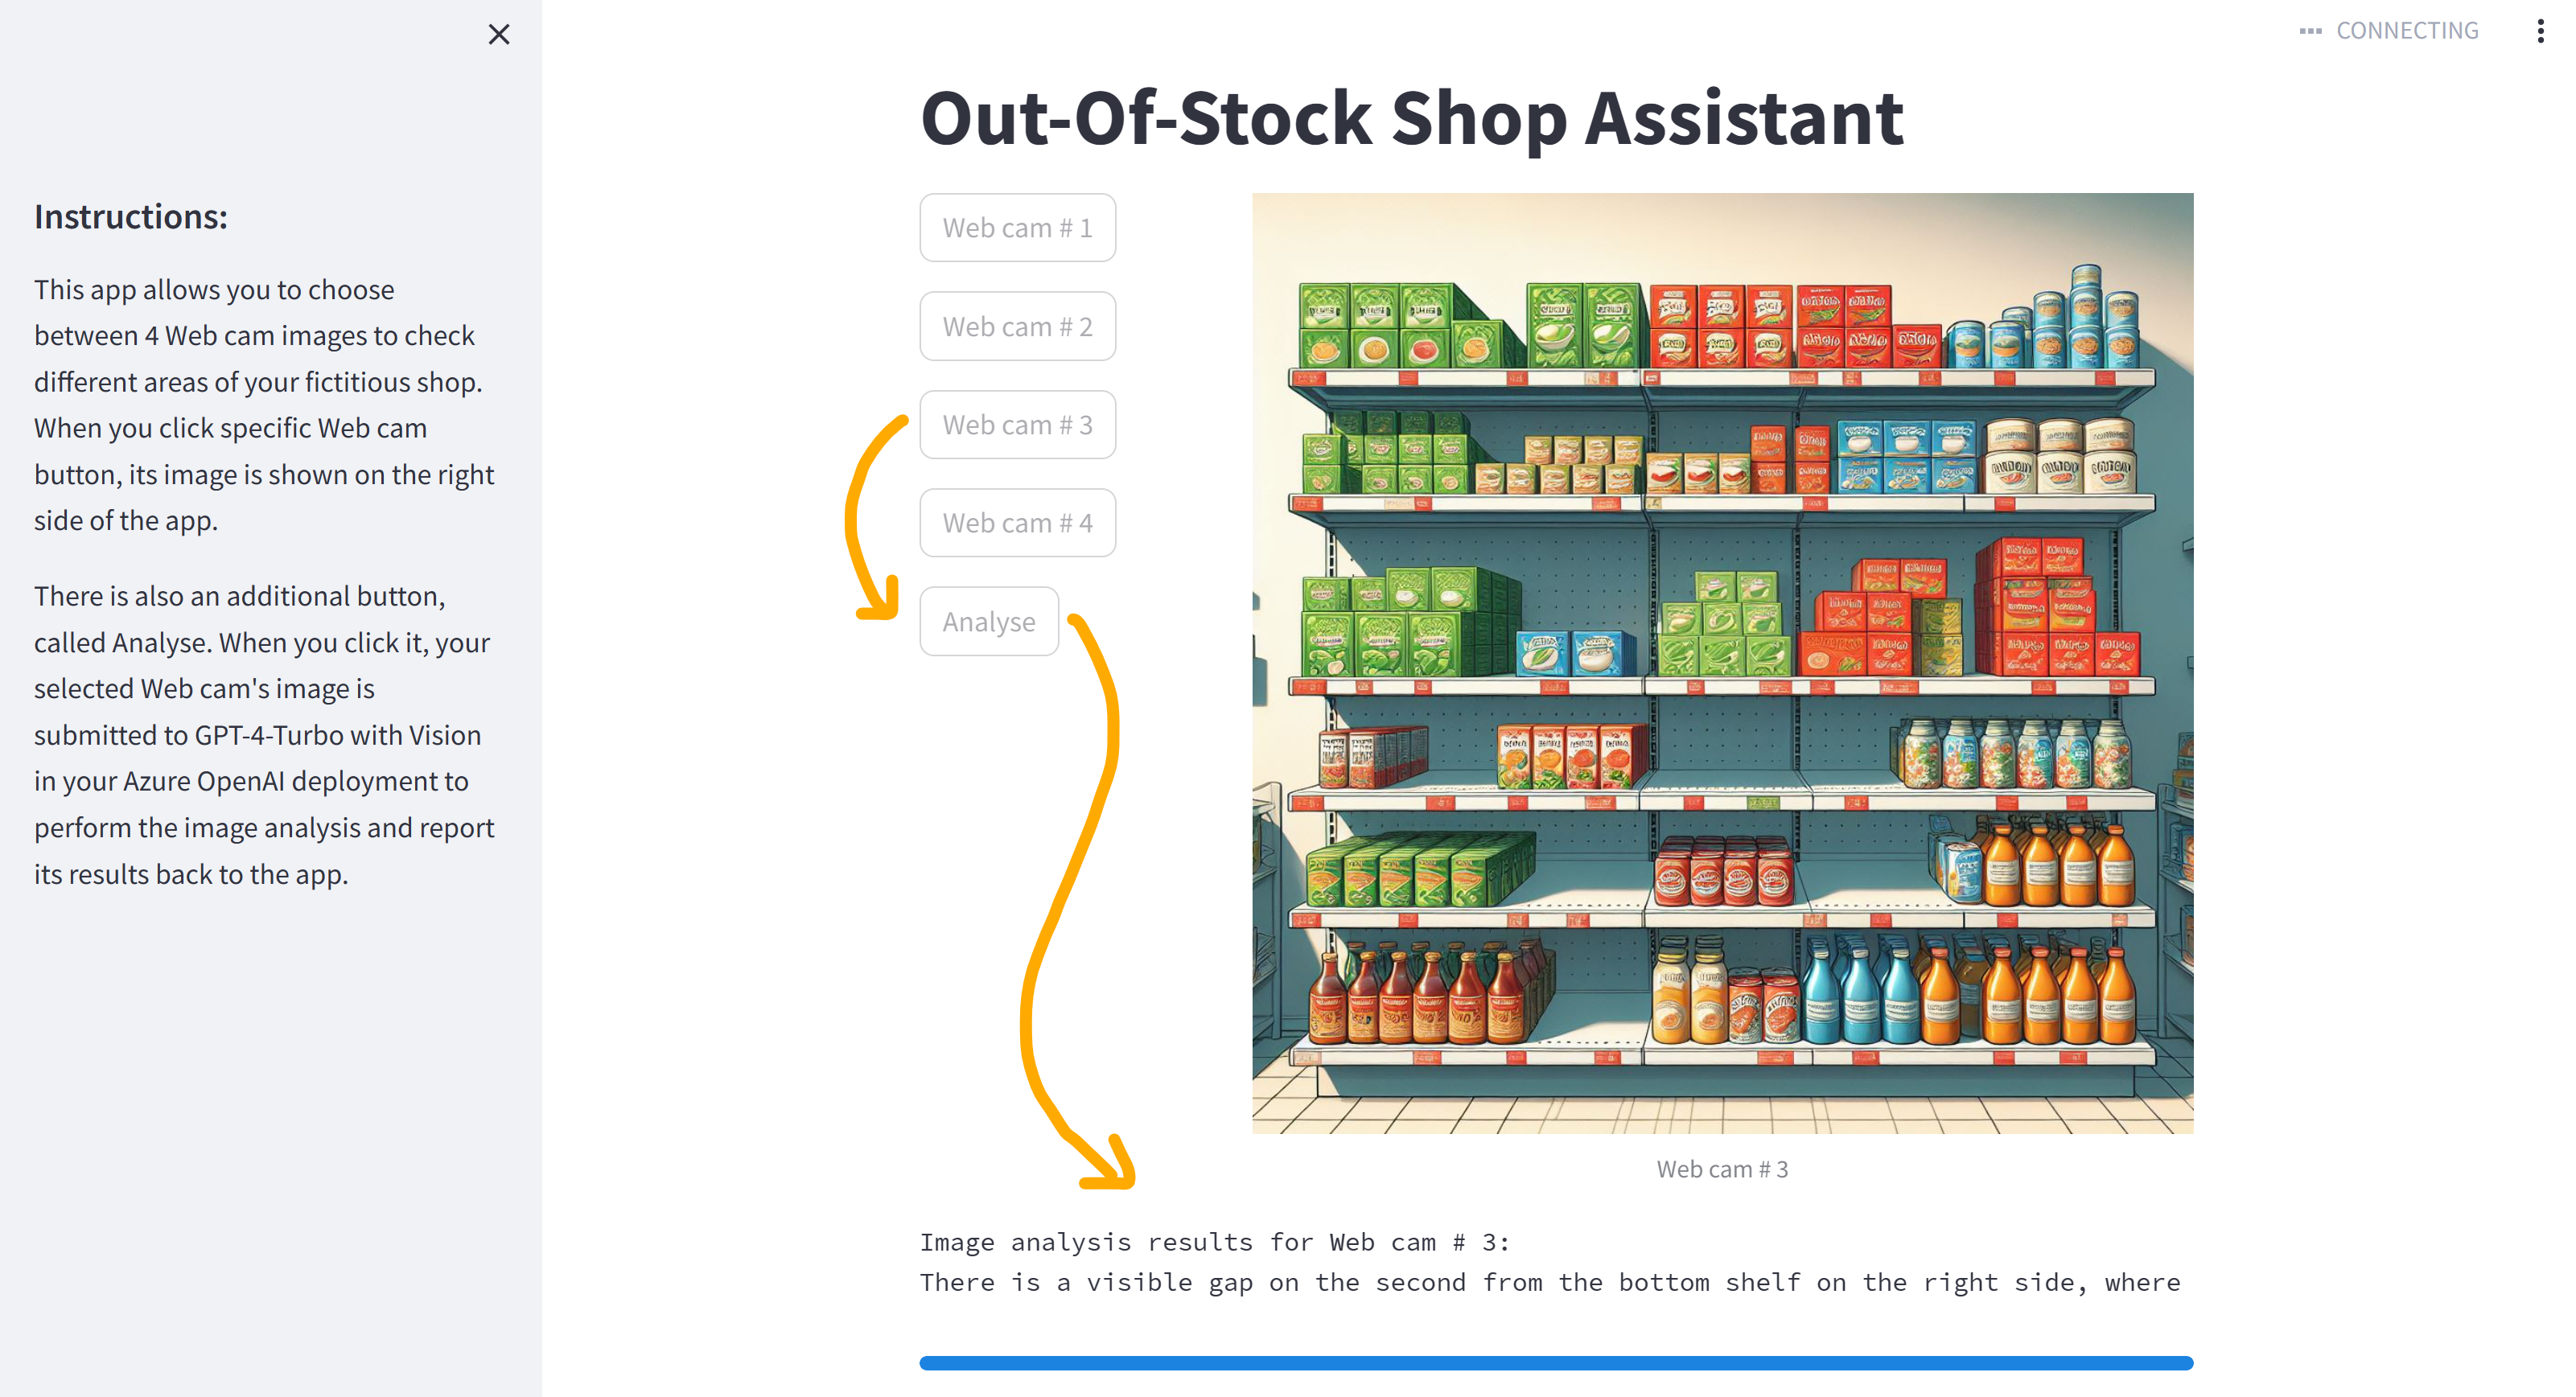 CONNECTING
Out-Of-Stock Shop Assistant
Instructions:
This app allows you to choose
between 4 Web cam images to check
different areas of your fictitious shop.
When you click specific Web cam
button, its image is shown on the right
side of the app.
There is also an additional button,
called Analyse. When you click it, your
selected Web cam's image is
submitted to GPT-4-Turbo with Vision
in your Azure OpenAI deployment to
perform the image analysis and report
its results back to the app.
Web cam # 1
Web cam # 2
Web cam # 3
Web cam # 4
Analyse
Web cam # 3
Image analysis results for Web cam # 3:
There is a visible gap on the second from the bottom shelf on the right side, where